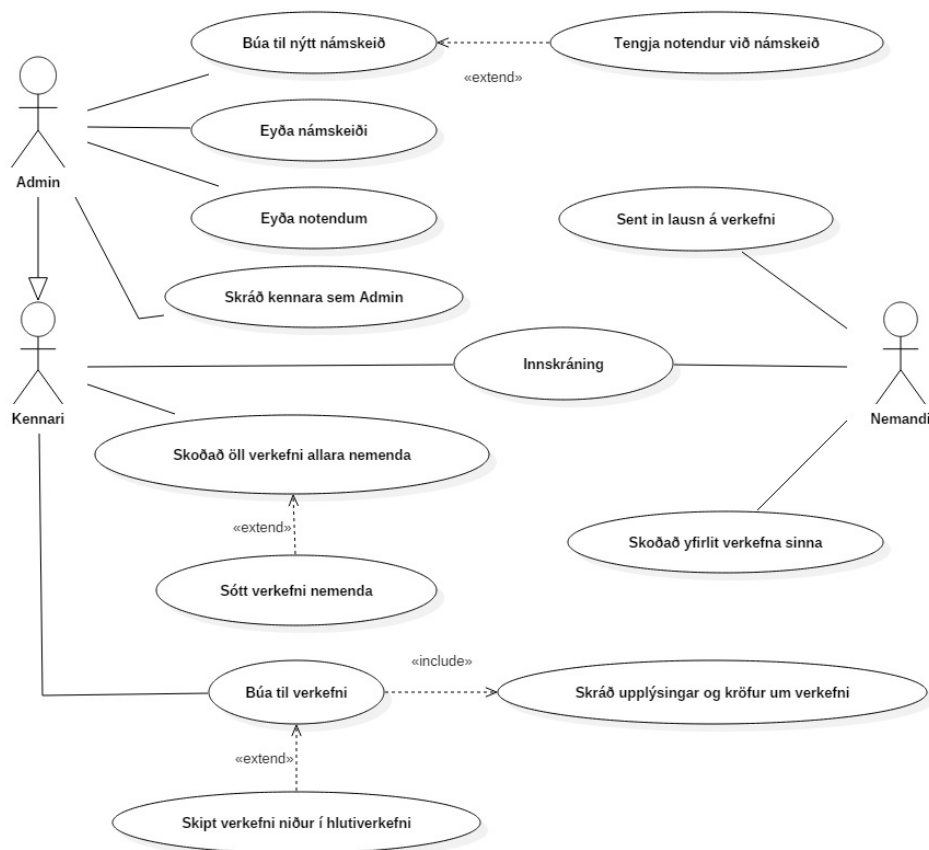 Búa til nýtt námskeið
Tengja notendur við námskeið
«extend»
Eyða námskeiði
Admin
Eyða notendum
Sent in lausn á verkefni
Skráð kennara sem Admin
Innskráning
Kennari
Nemandi
Skoðað öll verkefni allara nemenda
«extend»
Skoðað yfirlit verkefna sinna
Sótt verkefni nemenda
«include»
Búa til verkefni
Skráð upplýsingar og kröfur um verkefni
«extend»
Skipt verkefni niður í hlutiverkefni